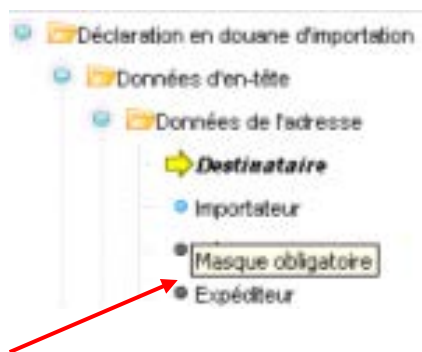 Déclaration en douane d'importation
Données d'en-tête
Données de l'adresse
Destinataire
Importateur
Masque obligatoire
Expéditeur